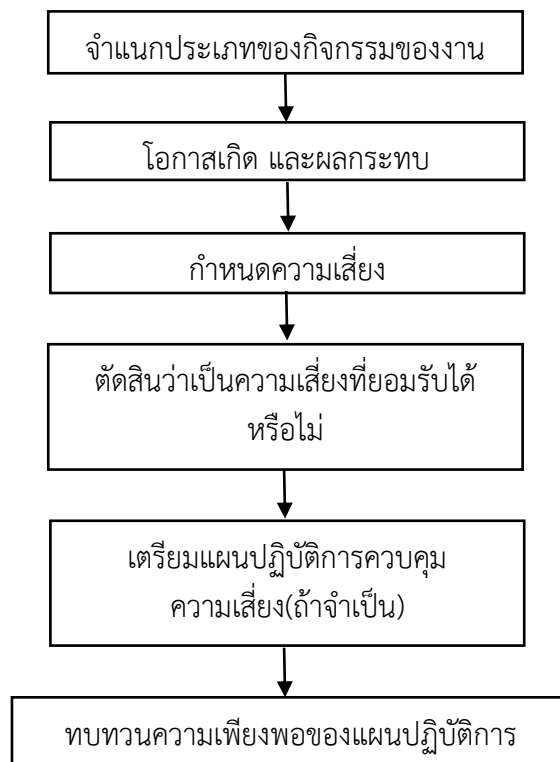 จำแนกประเภทของกิจกรรมของงาน
โอกาสเกิด และผลกระทบ
กำหนดความเสี่ยง
ตัดสินว่าเป็นความเสี่ยงที่ยอมรับได้
หรือไม่
เตรียมแผนปฏิบัติการควบคุม
ความเสี่ยง(ถ้าจำเป็น)
ทบทวนความเพียงพอของแผนปฏิบัติการ